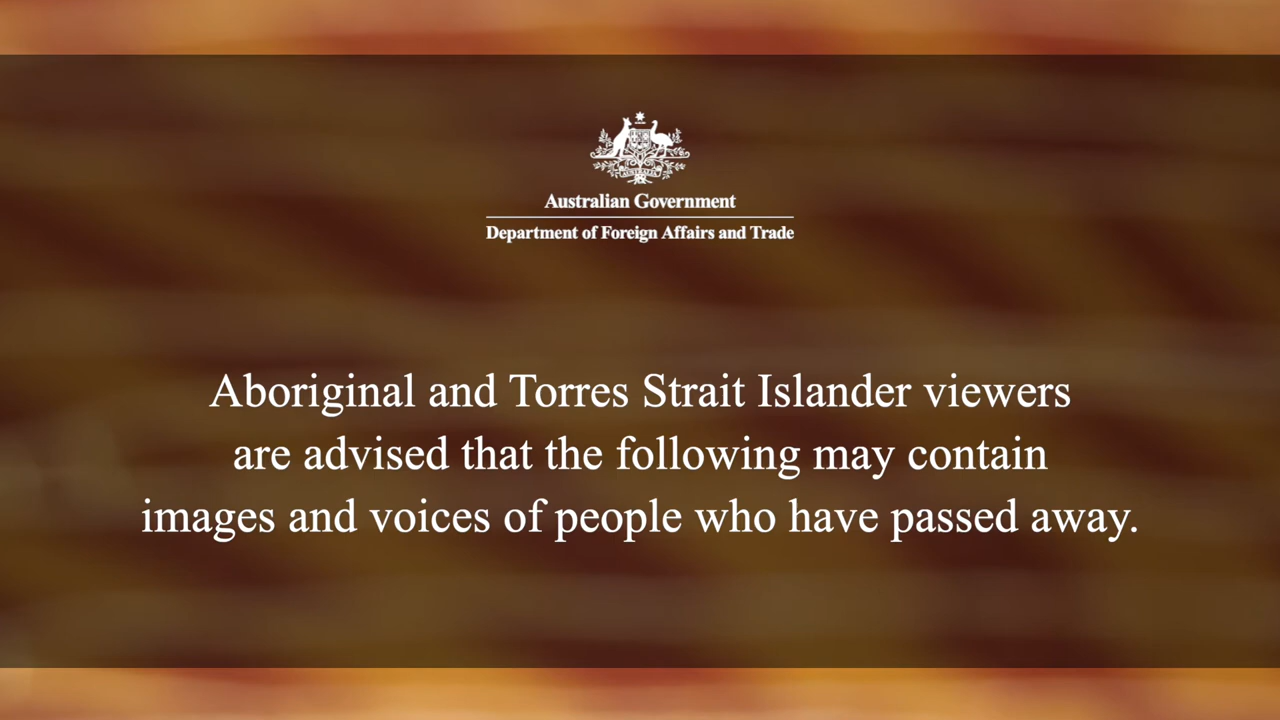 Australian Government
Department of Foreign Affairs and Trade
Aboriginal and Torres Strait Islander viewers
are advised that the following may contain
images and voices of people who have passed away.